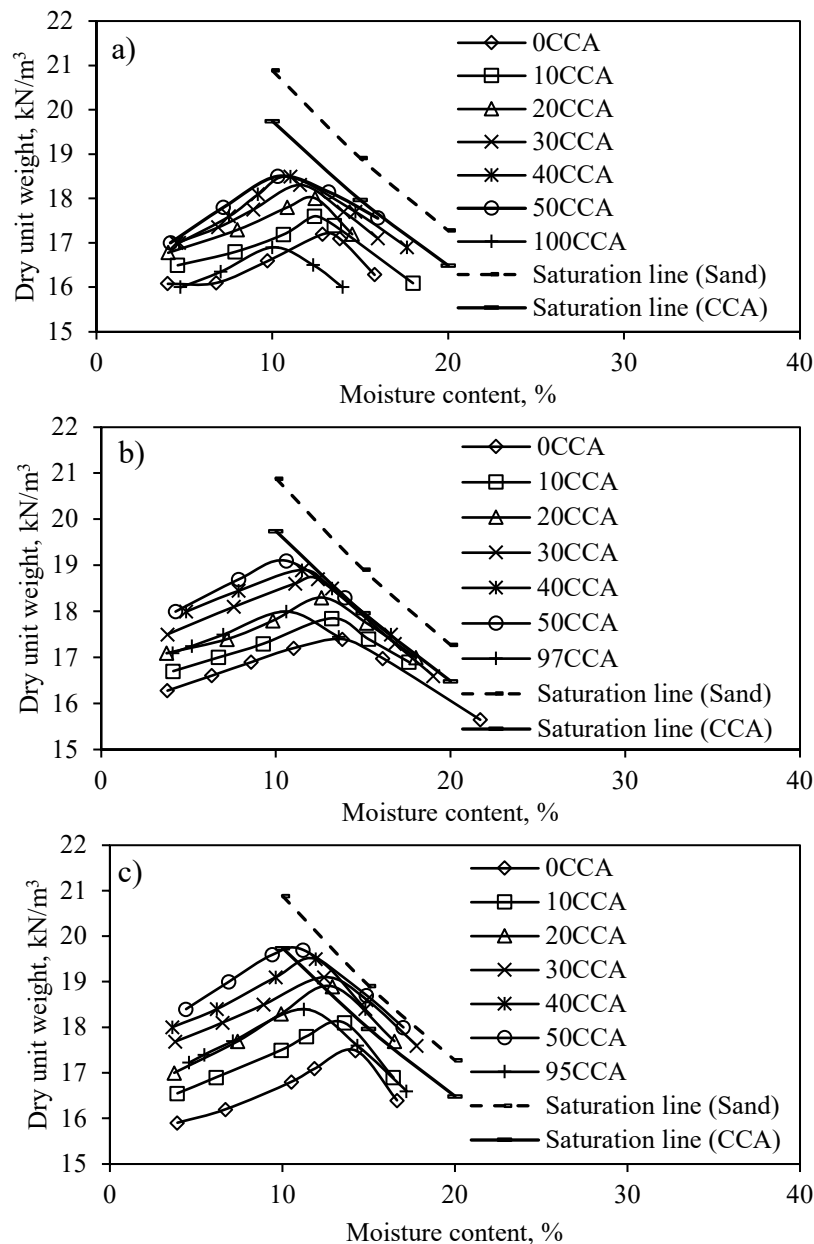 a)
Dry unit weight, kN/m³
22
21
20
19
18
17
16
15
0 10 20 30 40
Moisture content, %
0CCA
10CCA
20CCA
30CCA
40CCA
50CCA
100CCA
Saturation line (Sand)
Saturation line (CCA)
b)
Dry unit weight, kN/m³
22
21
20
19
18
17
16
15
0 10 20 30 40
Moisture content, %
0CCA
10CCA
20CCA
30CCA
40CCA
50CCA
97CCA
Saturation line (Sand)
Saturation line (CCA)
c)
Dry unit weight, kN/m³
22
21
20
19
18
17
16
15
0 10 20 30 40
Moisture content, %
0CCA
10CCA
20CCA
30CCA
40CCA
50CCA
95CCA
Saturation line (Sand)
Saturation line (CCA)